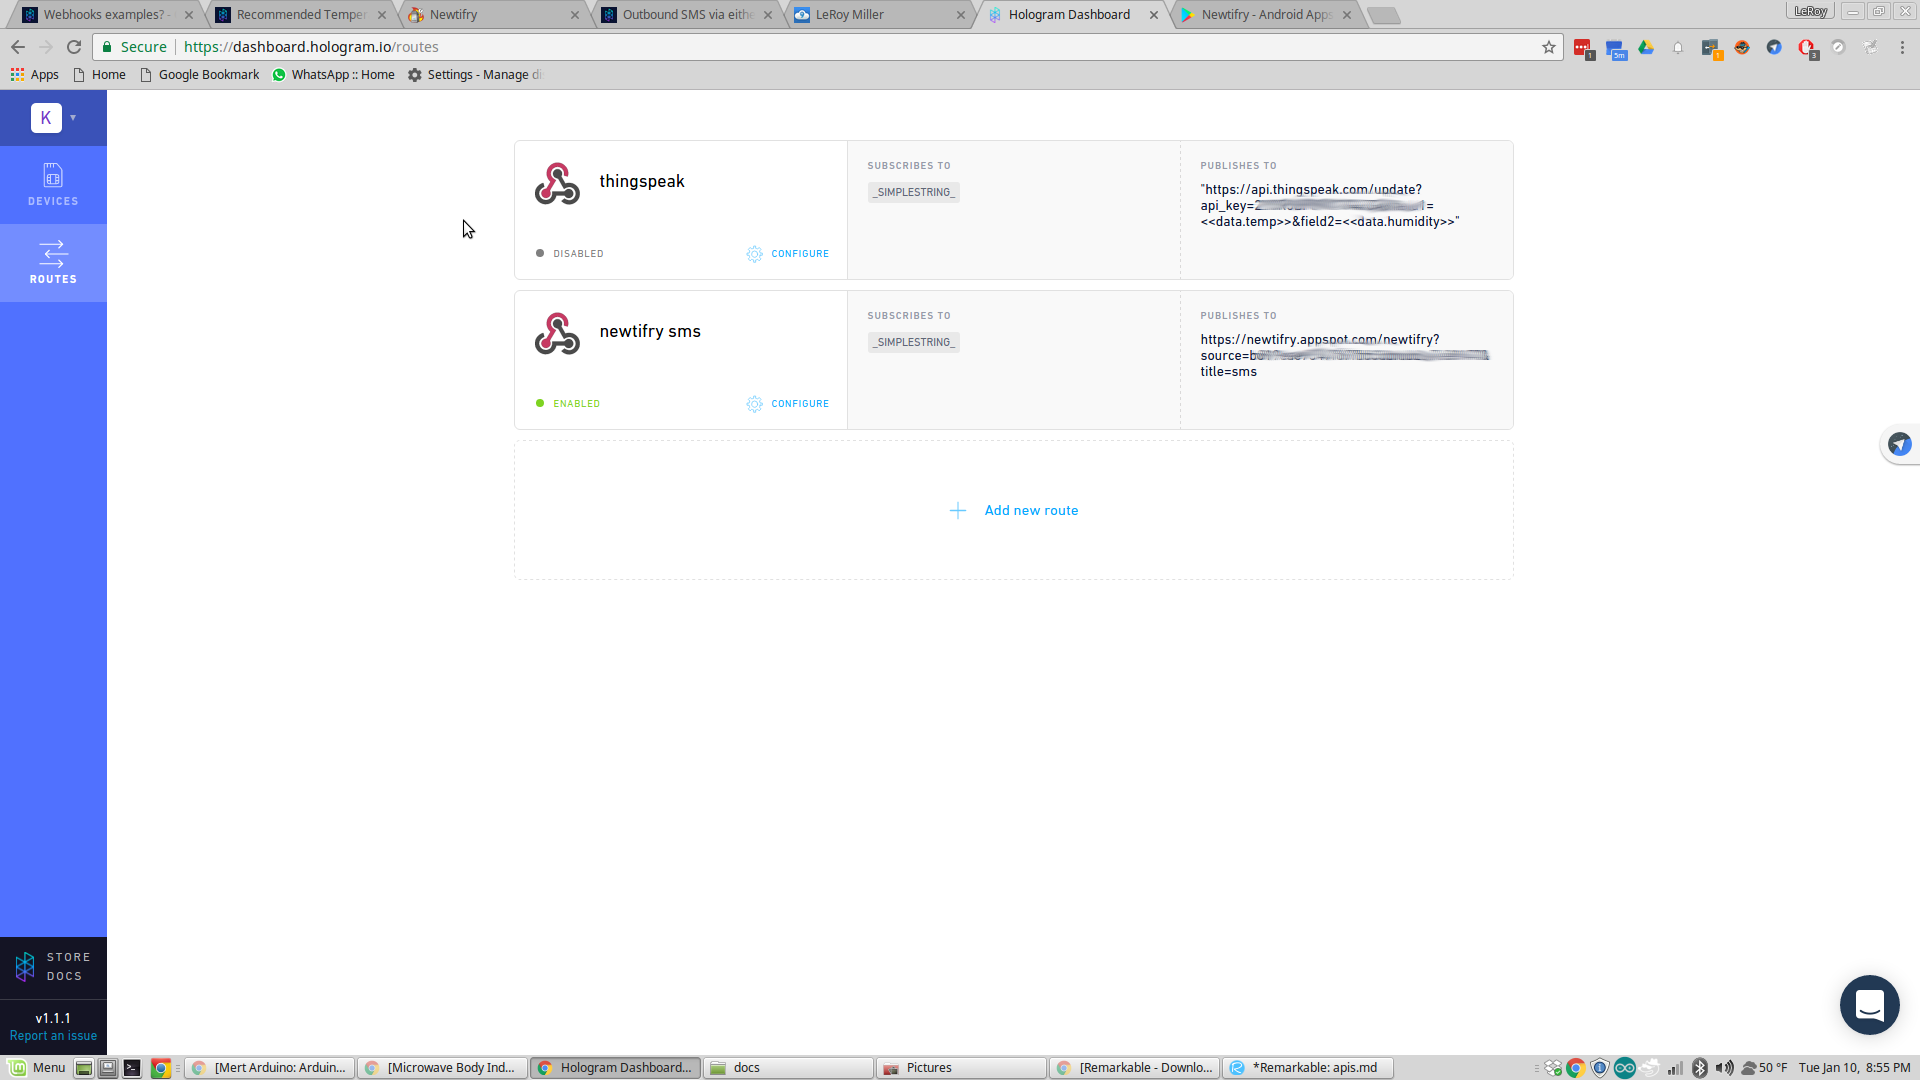 Webhooks examples? -
Recommended Temper
Newtifry
Outbound SMS via eithe
LeRoy Miller
Hologram Dashboard
Newtifry - Android Apps
LeRoy
Secure
https://dashboard.hologram.io/routes
Apps
Home
Google Bookmark
WhatsApp :: Home
Settings - Manage di
K
DEVICES
ROUTES
thingspeak
DISABLED
CONFIGURE
SUBSCRIBES TO
_SIMPLESTRING_
PUBLISHES TO
"https://api.thingspeak.com/update?
api_key=
=
<<data.temp>>&field2=<<data.humidity>>"
newtifry sms
ENABLED
CONFIGURE
SUBSCRIBES TO
_SIMPLESTRING_
PUBLISHES TO
https://newtifry.appspot.com/newtifry?
source=
title=sms
Add new route
STORE
DOCS
v1.1.1
Report an issue
Menu
[Mert Arduino: Arduin...
[Microwave Body Ind...
Hologram Dashboard...
docs
Pictures
[Remarkable - Downlo...
*Remarkable: apis.md
50 °F
Tue Jan 10, 8:55 PM